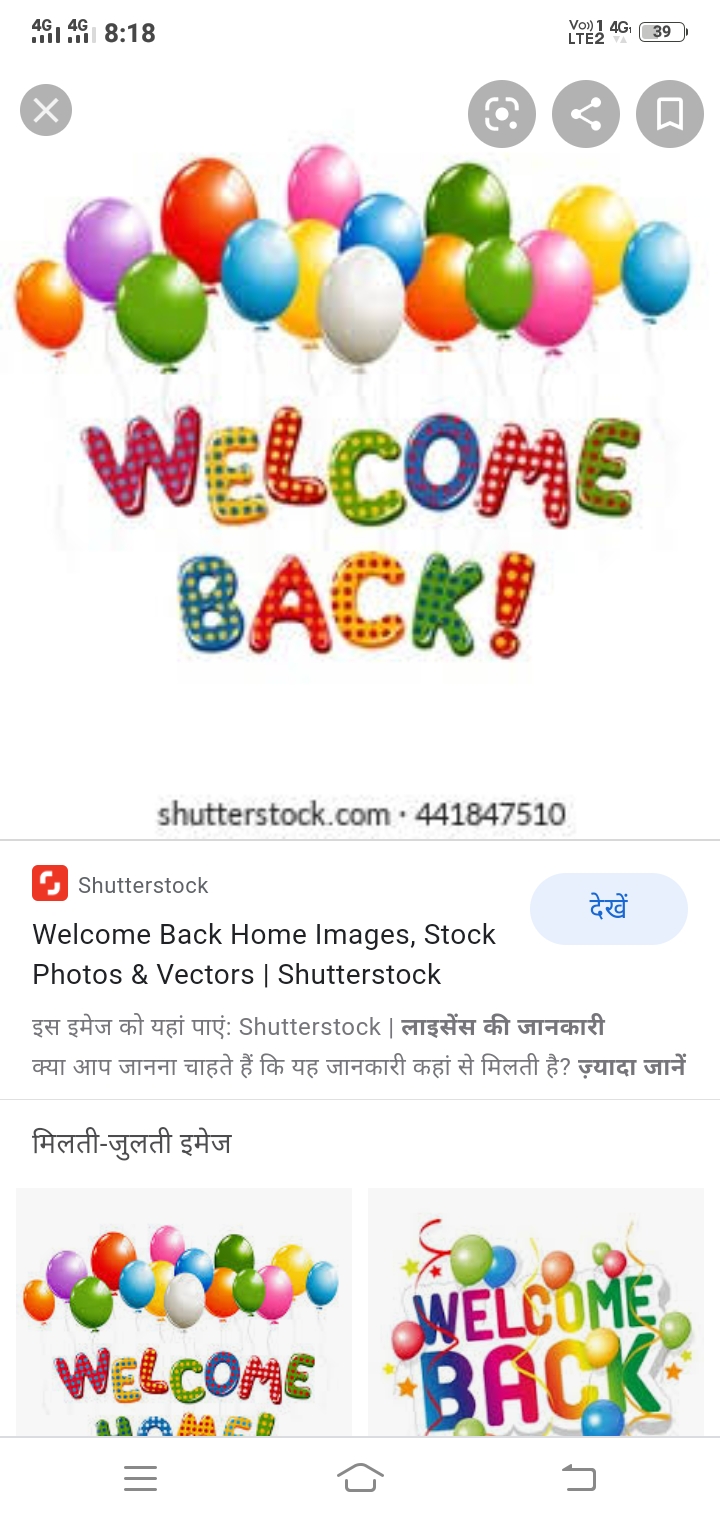 4G 4G 8:18 Vo)) 1 4G 39
LTE2
WELCOME
BACK!
shutterstock.com · 441847510
Shutterstock
देखें
Welcome Back Home Images, Stock
Photos & Vectors | Shutterstock
इस इमेज को यहां पाएं: Shutterstock | लाइसेंस की जानकारी
क्या आप जानना चाहते हैं कि यह जानकारी कहां से मिलती है? ज़्यादा जानें
मिलती-जुलती इमेज
WELCOME
HOME!
WELCOME
BACK